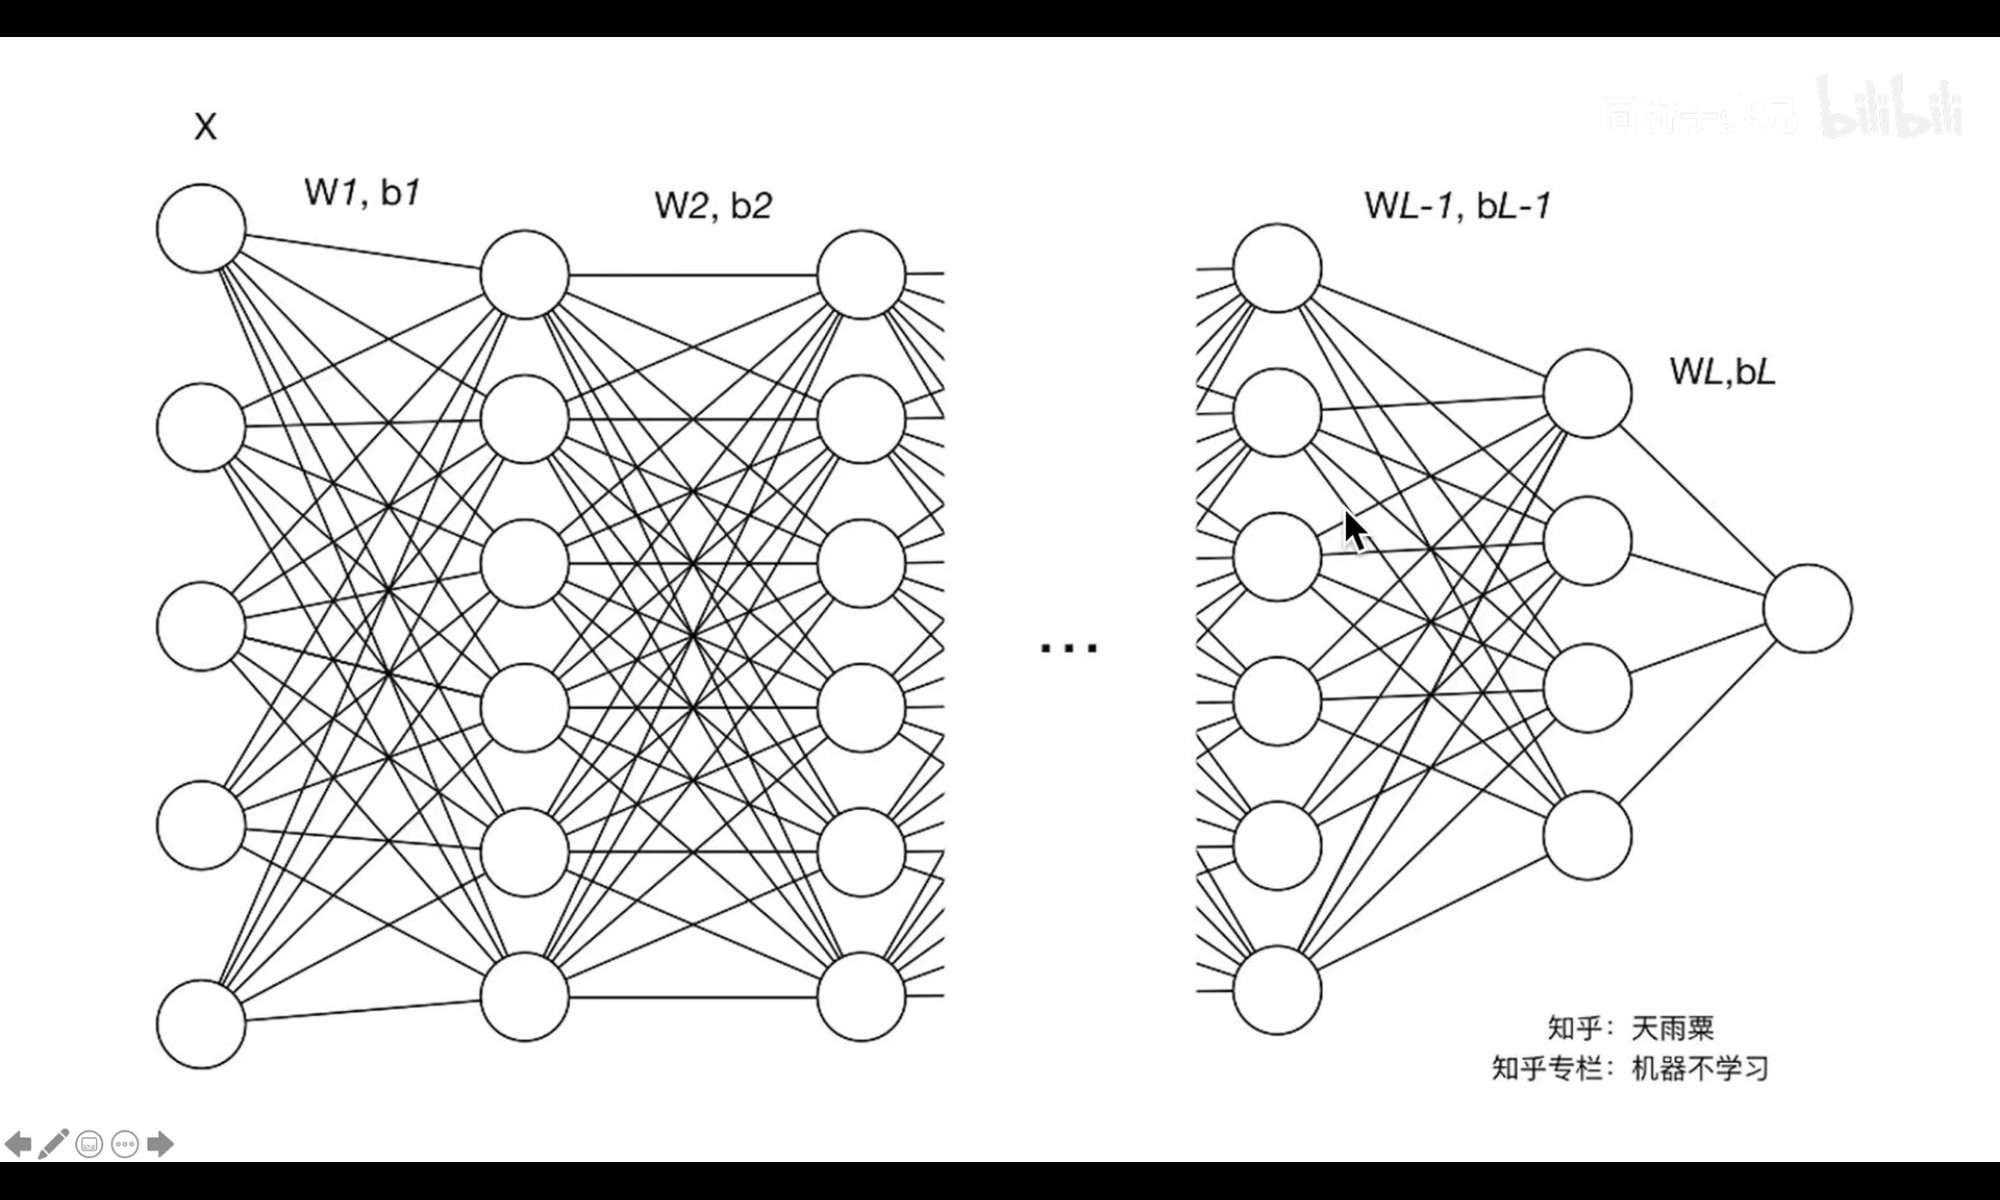 X
W1, b1
W2, b2
WL-1, bL-1
WL,bL
...
知乎：天雨粟
知乎专栏：机器不学习
bilibili